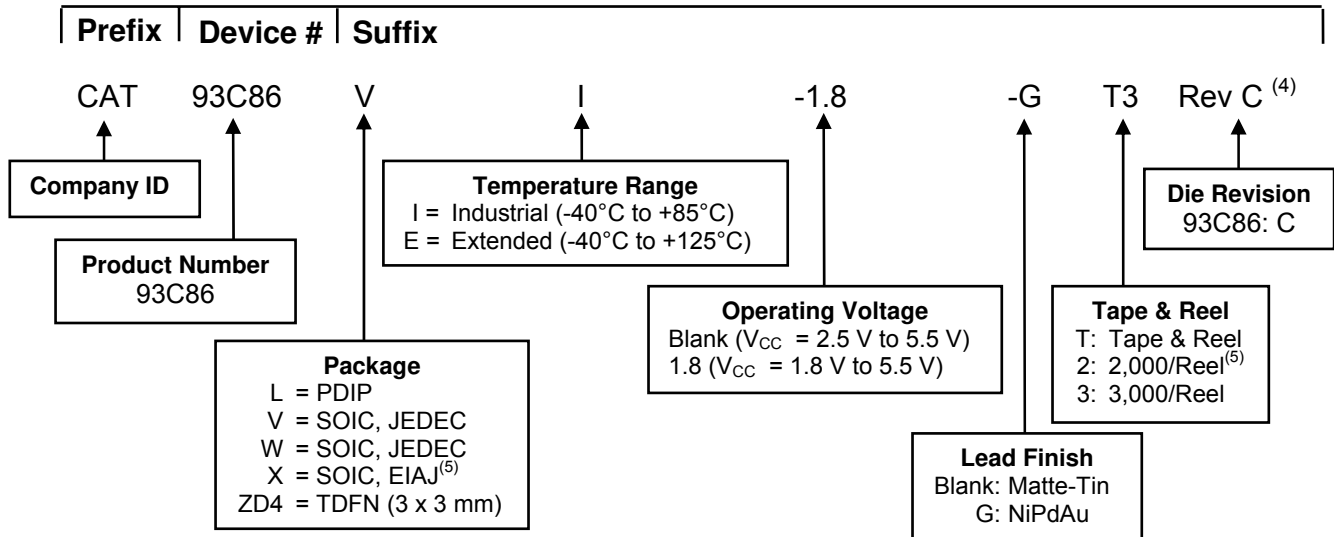 Prefix Device # Suffix
CAT 93C86 V I -1.8 -G T3 Rev C (4)
Company ID
Product Number
93C86
Package
L = PDIP
V = SOIC, JEDEC
W = SOIC, JEDEC
X = SOIC, EIAJ(5)
ZD4 = TDFN (3 x 3 mm)
Temperature Range
I = Industrial (-40°C to +85°C)
E = Extended (-40°C to +125°C)
Operating Voltage
Blank (VCC = 2.5 V to 5.5 V)
1.8 (VCC = 1.8 V to 5.5 V)
Lead Finish
Blank: Matte-Tin
G: NiPdAu
Tape & Reel
T: Tape & Reel
2: 2,000/Reel(5)
3: 3,000/Reel
Die Revision
93C86: C